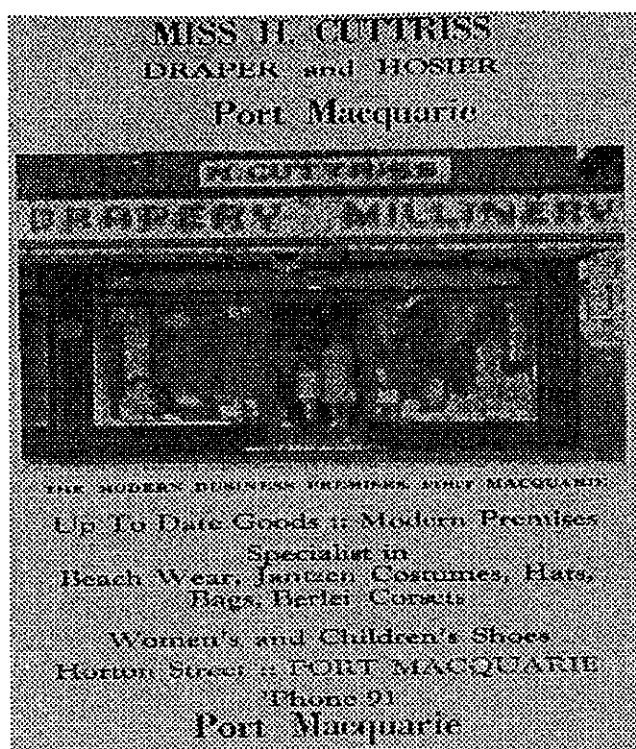 MISS H. CUTTRISS
DRAPER and HOSIER
Port Macquarie
H. CUTTRISS
DRAPERY MILLINERY
THE MODERN BUSINESS PREMISES PORT MACQUARIE
Up To Date Goods :: Modern Premises
Specialist in
Beach Wear, Jantzen Costumes, Hats,
Bags, Berlei Corsets
Women's and Children's Shoes
Horton Street :: PORT MACQUARIE
'Phone 91
Port Macquarie